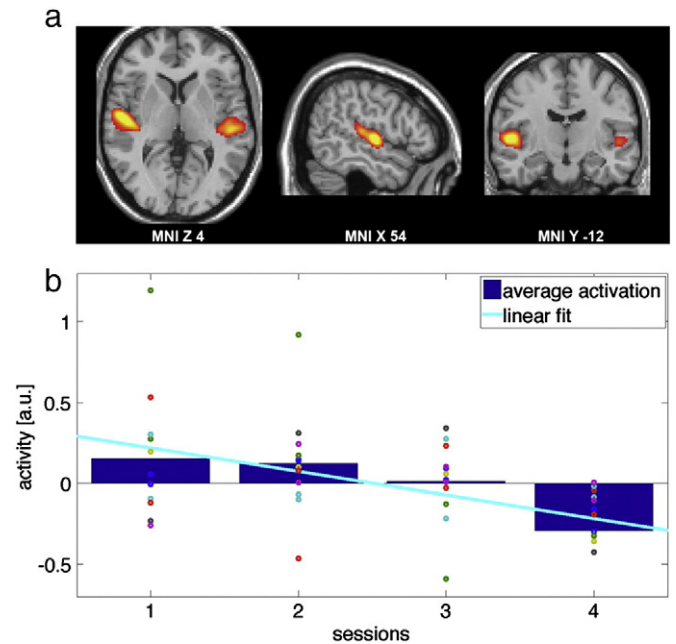 a
MNI Z 4
MNI X 54
MNI Y -12
b
average activation
linear fit
activity [a.u.]
1
0.5
0
-0.5
1
2
3
4
sessions